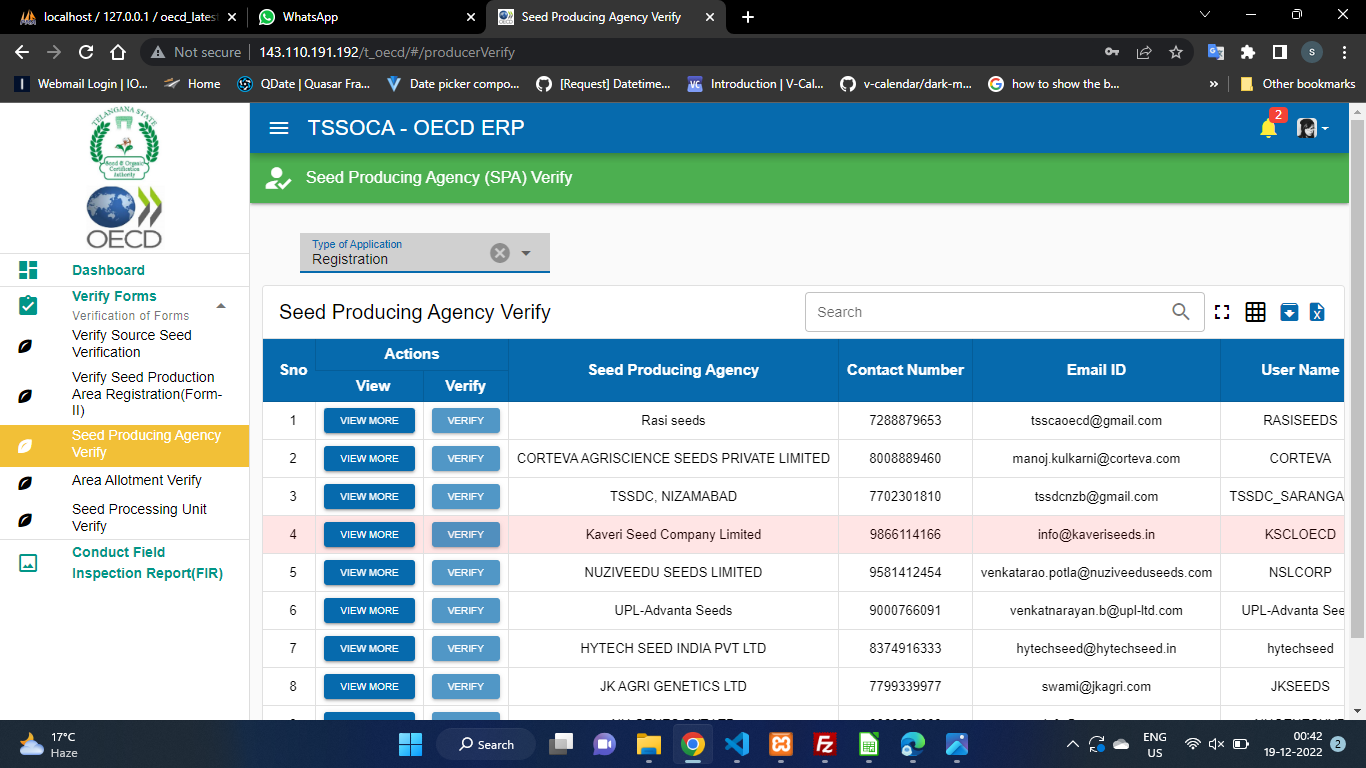 localhost / 127.0.0.1 / oecd_latest
WhatsApp
Seed Producing Agency Verify
Not secure
143.110.191.192/t_oecd/#/producerVerify
Webmail Login | IO...
Home
QDate | Quasar Fra...
Date picker compo...
[Request] Datetime...
Introduction | V-Cal...
v-calendar/dark-m...
how to show the b...
Other bookmarks
TELANGANA STATE
Seed & Organic
Certification
Authority
OECD
TSSOCA - OECD ERP
2
Seed Producing Agency (SPA) Verify
Dashboard
Verify Forms
Verification of Forms
Verify Source Seed
Verification
Verify Seed Production
Area Registration(Form-
II)
Seed Producing Agency
Verify
Area Allotment Verify
Seed Processing Unit
Verify
Conduct Field
Inspection Report(FIR)
Type of Application
Registration
Seed Producing Agency Verify
Search
Sno Actions Seed Producing Agency Contact Number Email ID User Name
View Verify
1 VIEW MORE VERIFY Rasi seeds 7288879653 tsscaoecd@gmail.com RASISEEDS
2 VIEW MORE VERIFY CORTEVA AGRISCIENCE SEEDS PRIVATE LIMITED 8008889460 manoj.kulkarni@corteva.com CORTEVA
3 VIEW MORE VERIFY TSSDC, NIZAMABAD 7702301810 tssdcnzb@gmail.com TSSDC_SARANGA
4 VIEW MORE VERIFY Kaveri Seed Company Limited 9866114166 info@kaveriseeds.in KSCLOECD
5 VIEW MORE VERIFY NUZIVEEDU SEEDS LIMITED 9581412454 venkatarao.potla@nuziveeduseeds.com NSLCORP
6 VIEW MORE VERIFY UPL-Advanta Seeds 9000766091 venkatnarayan.b@upl-ltd.com UPL-Advanta See
7 VIEW MORE VERIFY HYTECH SEED INDIA PVT LTD 8374916333 hytechseed@hytechseed.in hytechseed
8 VIEW MORE VERIFY JK AGRI GENETICS LTD 7799339977 swami@jkagri.com JKSEEDS
17°C
Haze
Search
ENG
US
00:42
19-12-2022
2